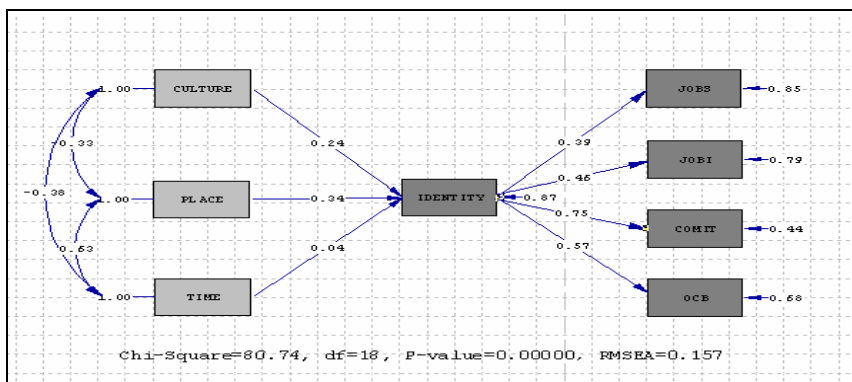 1.00 CULTURE JOBS 0.85
-0.33 0.24 0.39
JOBI 0.79
0.46
-0.38 1.00 PLACE 0.34 IDENTITY 0.87
0.75 COMIT 0.44
0.53 0.04 0.57
1.00 TIME OCB 0.68
Chi-Square=80.74, df=18, P-value=0.00000, RMSEA=0.157